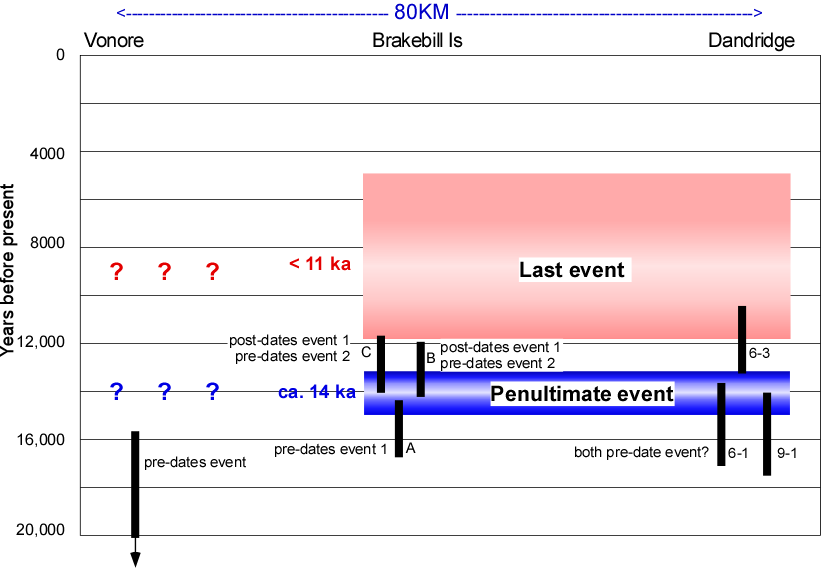 <--------------------------------------- 80KM --------------------------------------->
Vonore Brakebill Is Dandridge
0
4000
8000
12,000
16,000
20,000
Years before present
? ? ? < 11 ka
Last event
post-dates event 1
pre-dates event 2
C
B
post-dates event 1
pre-dates event 2
6-3
? ? ? ca. 14 ka
Penultimate event
pre-dates event 1 A
both pre-date event? 6-1 9-1
pre-dates event